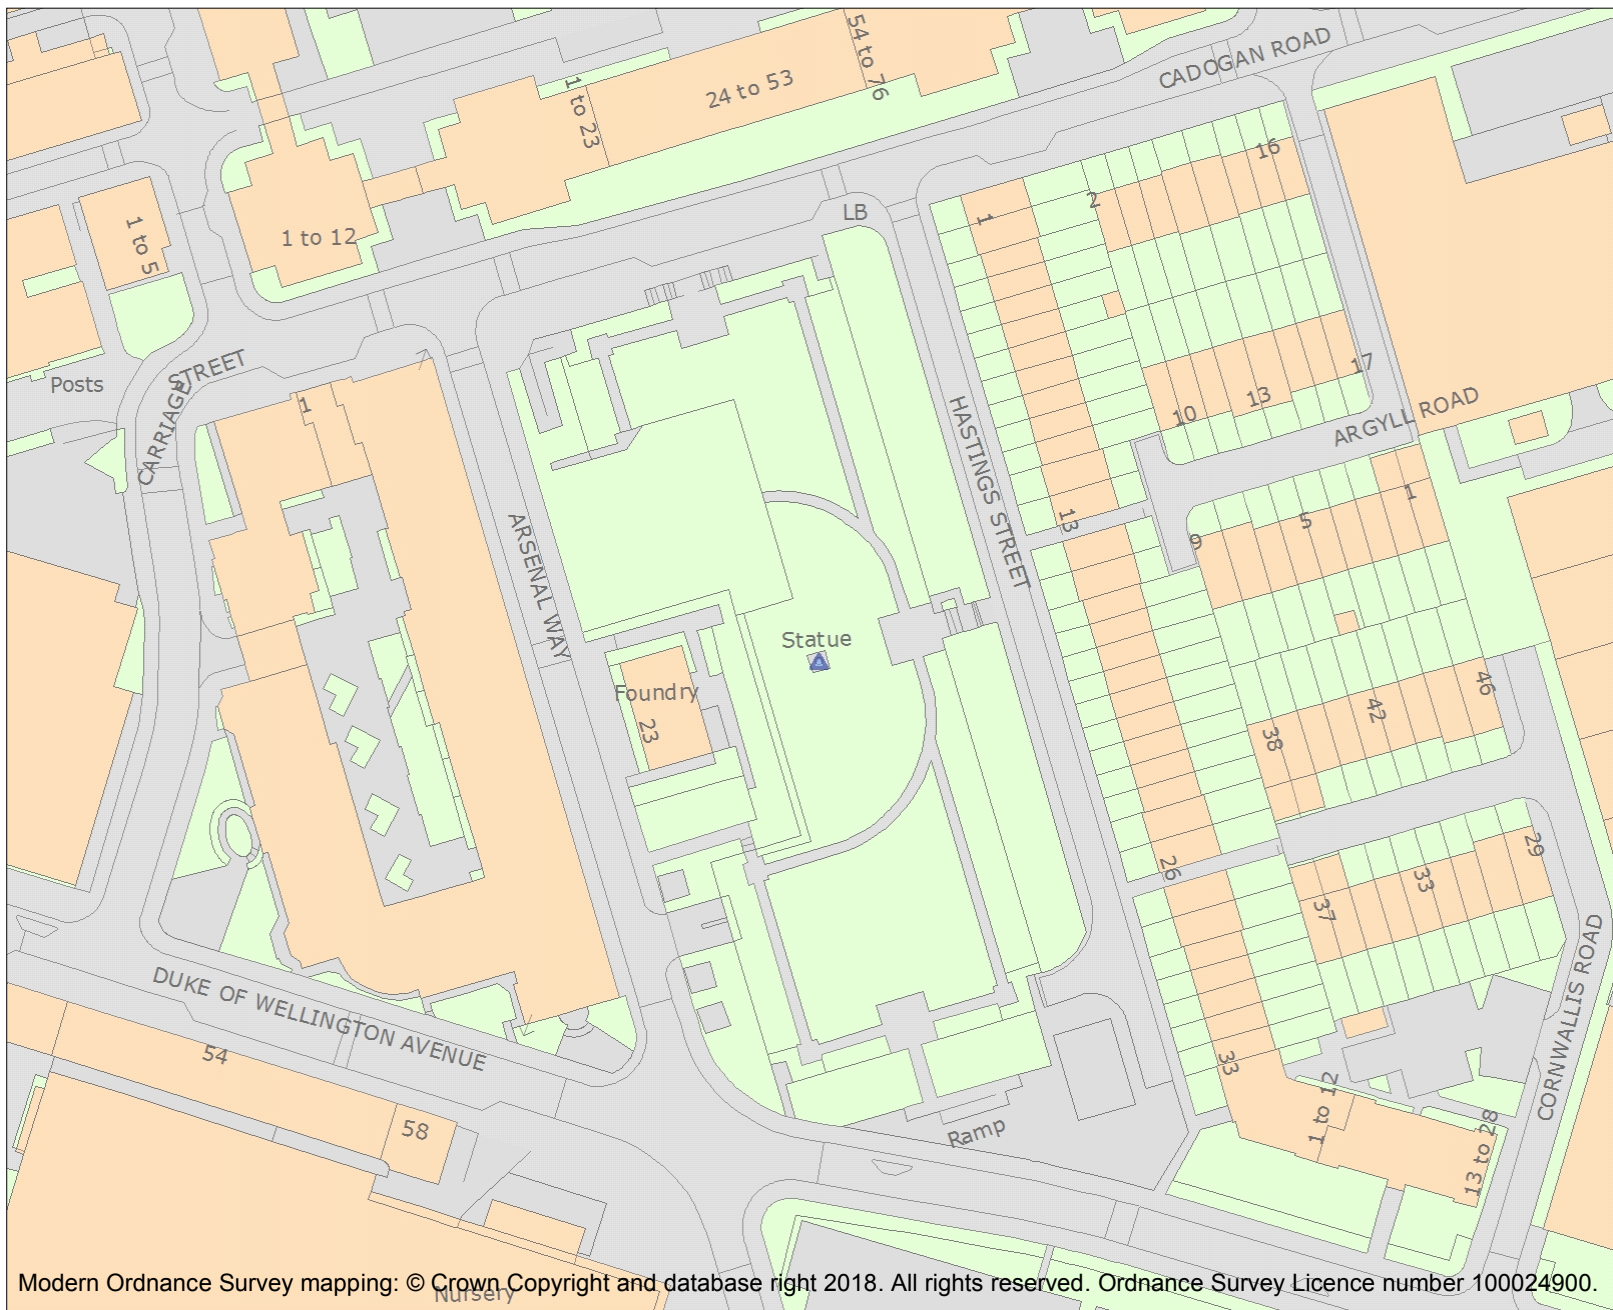 54 to 76
CADOGAN ROAD
24 to 53
1 to 23
16
2
LB
1
1 to 5
1 to 12
CARRIAGE STREET
Posts
1
17
10
13
ARGYLL ROAD
HASTINGS STREET
13
1
5
9
ARSENAL WAY
Statue
Foundry
23
46
42
38
26
29
33
37
DUKE OF WELLINGTON AVENUE
54
58
33
Ramp
1 to 12
13 to 28
CORNWALLIS ROAD
Nursery
Modern Ordnance Survey mapping: © Crown Copyright and database right 2018. All rights reserved. Ordnance Survey Licence number 100024900.